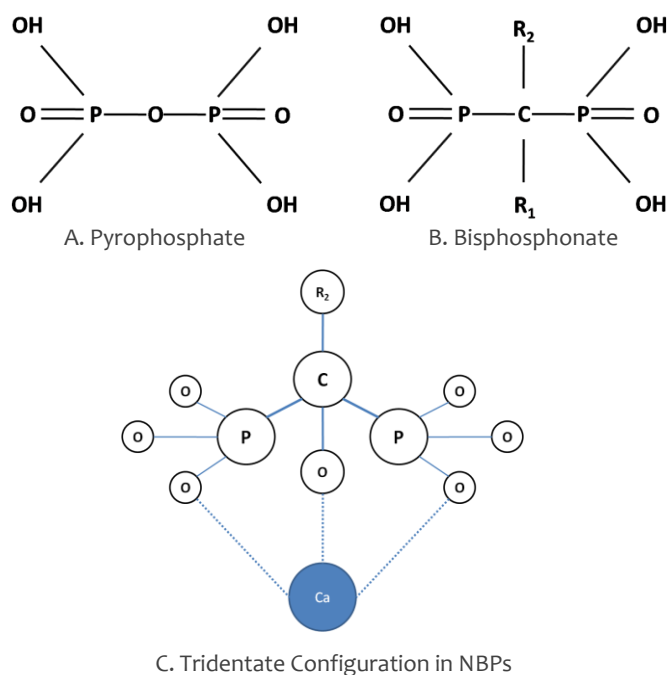 OH OH
O P O P O
OH OH
A. Pyrophosphate
OH R₂ OH
O P C P O
OH R₁ OH
B. Bisphosphonate
R₂
C
O P P O
O O
O O O
Ca
C. Tridentate Configuration in NBPs